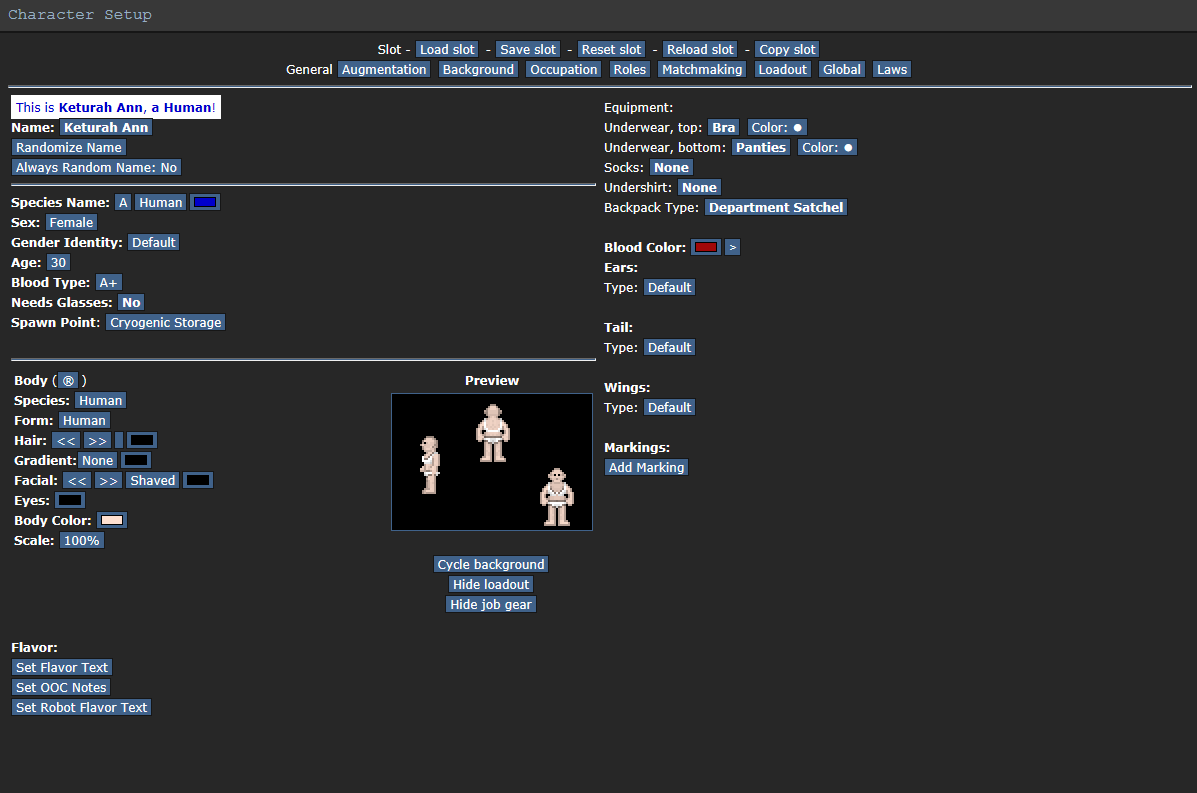 Character Setup
Slot - Load slot - Save slot - Reset slot - Reload slot - Copy slot
General Augmentation Background Occupation Roles Matchmaking Loadout Global Laws
This is Keturah Ann, a Human!
Name: Keturah Ann
Randomize Name
Always Random Name: No
Species Name: A Human
Sex: Female
Gender Identity: Default
Age: 30
Blood Type: A+
Needs Glasses: No
Spawn Point: Cryogenic Storage
Body (® )
Species: Human
Form: Human
Hair: << >>
Gradient: None
Facial: << >> Shaved
Eyes:
Body Color:
Scale: 100%
Preview
Cycle background
Hide loadout
Hide job gear
Flavor:
Set Flavor Text
Set OOC Notes
Set Robot Flavor Text
Equipment:
Underwear, top: Bra Color: ●
Underwear, bottom: Panties Color: ●
Socks: None
Undershirt: None
Backpack Type: Department Satchel
Blood Color: >
Ears:
Type: Default
Tail:
Type: Default
Wings:
Type: Default
Markings:
Add Marking